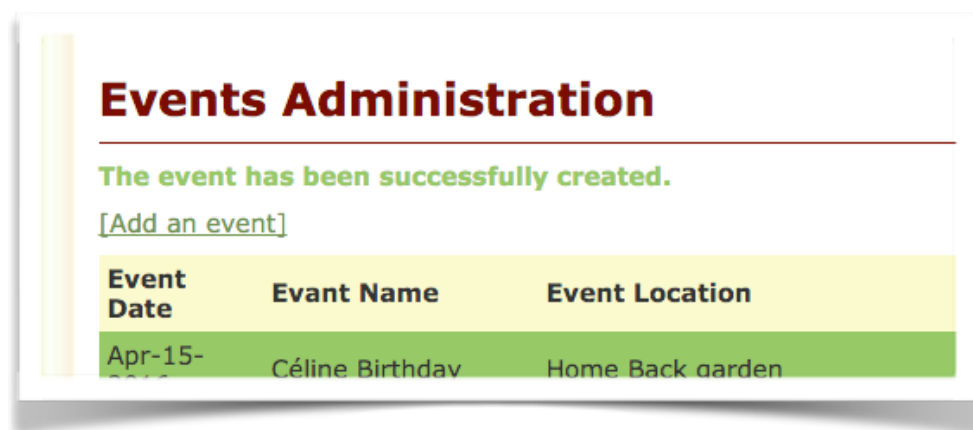 Events Administration
The event has been successfully created.
[Add an event]
Event
Date
Evant Name
Event Location
Apr-15-
Céline Birthday
Home Back garden